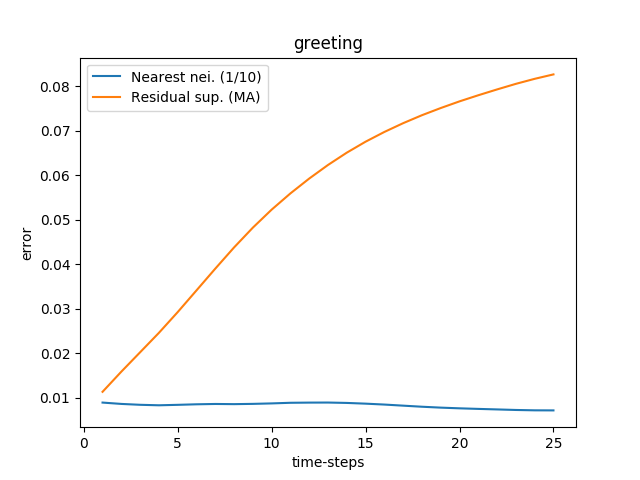 greeting
Nearest nei. (1/10)
Residual sup. (MA)
0.08
0.07
0.06
0.05
0.04
0.03
0.02
0.01
error
0 5 10 15 20 25
time-steps